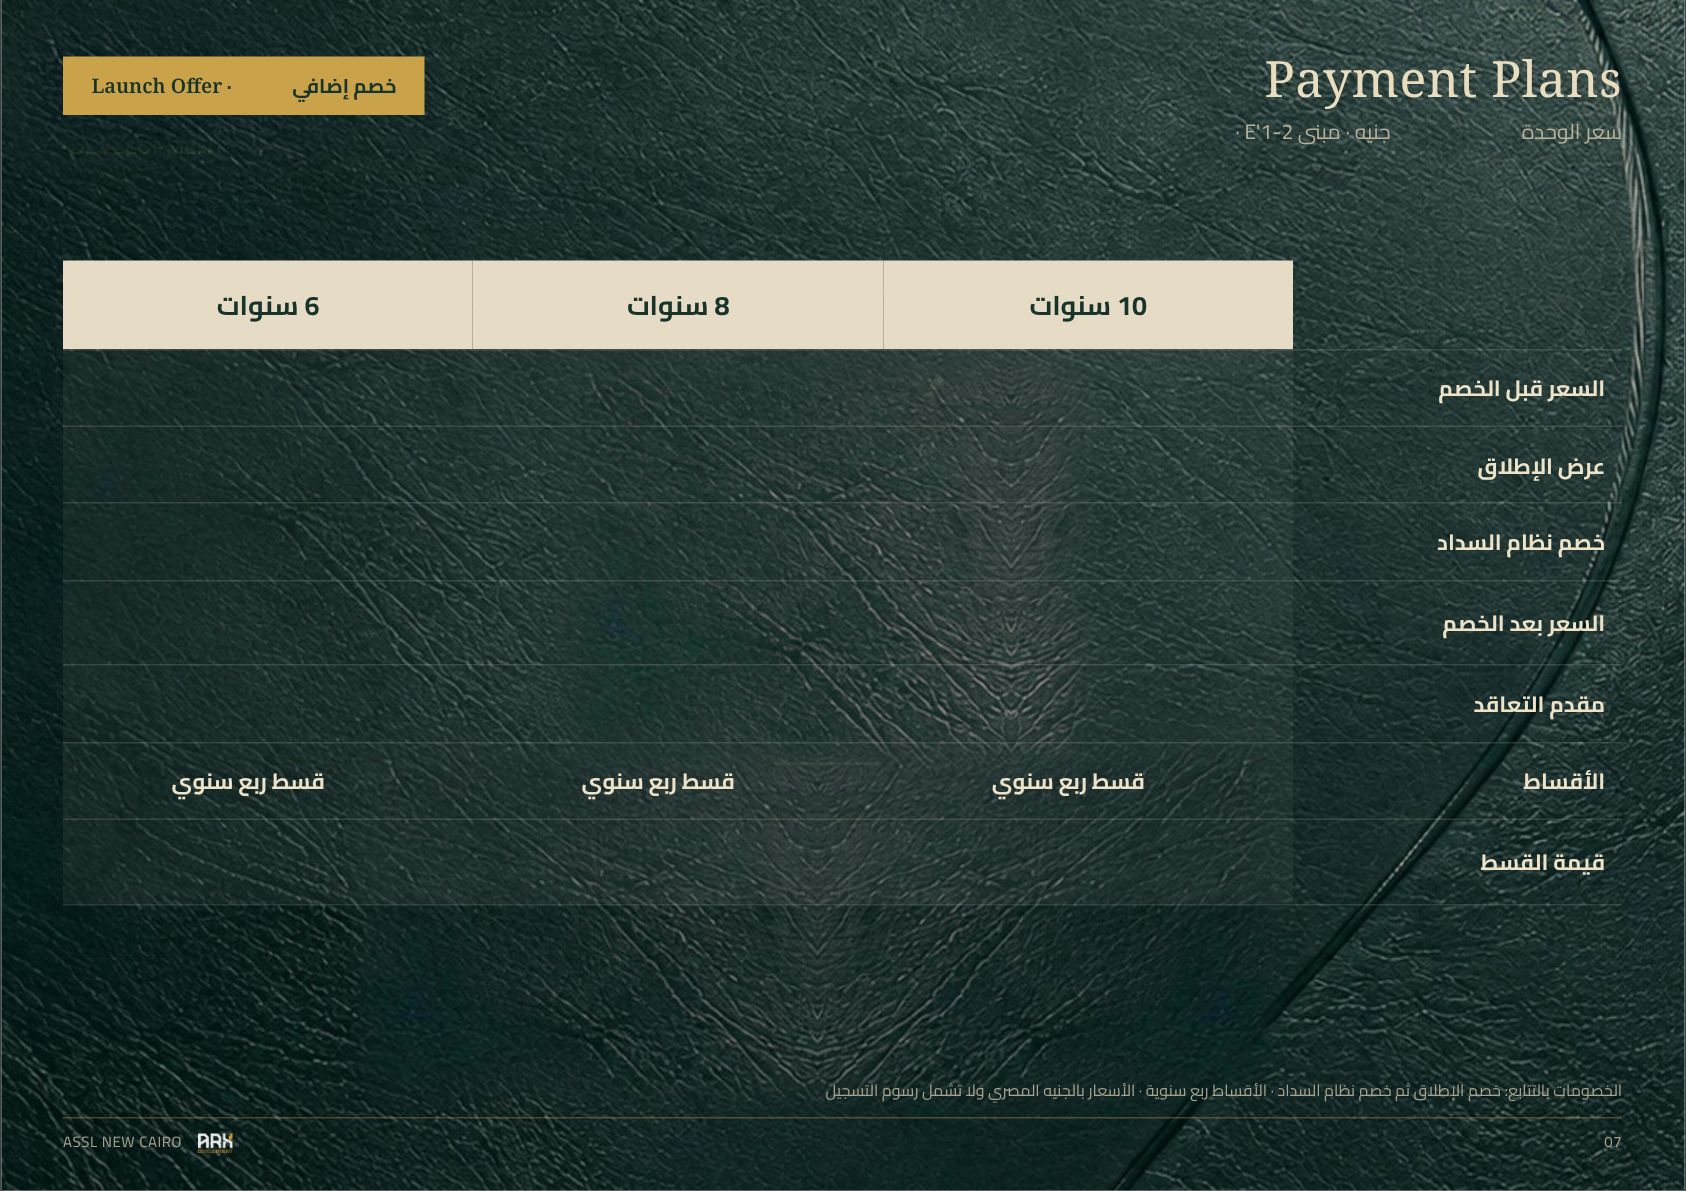 Payment Plans
سعر الوحدة جنيه · مبنى E'1-2 ·
خصم إضافي Launch Offer ·
10 سنوات 8 سنوات 6 سنوات
السعر قبل الخصم
عرض الإطلاق
خصم نظام السداد
السعر بعد الخصم
مقدم التعاقد
الأقساط قسط ربع سنوي قسط ربع سنوي قسط ربع سنوي
قيمة القسط
الخصومات بالتتابع: خصم الإطلاق ثم خصم نظام السداد · الأقساط ربع سنوية · الأسعار بالجنيه المصري ولا تشمل رسوم التسجيل
ASSL NEW CAIRO ARK DEVELOPMENT 07